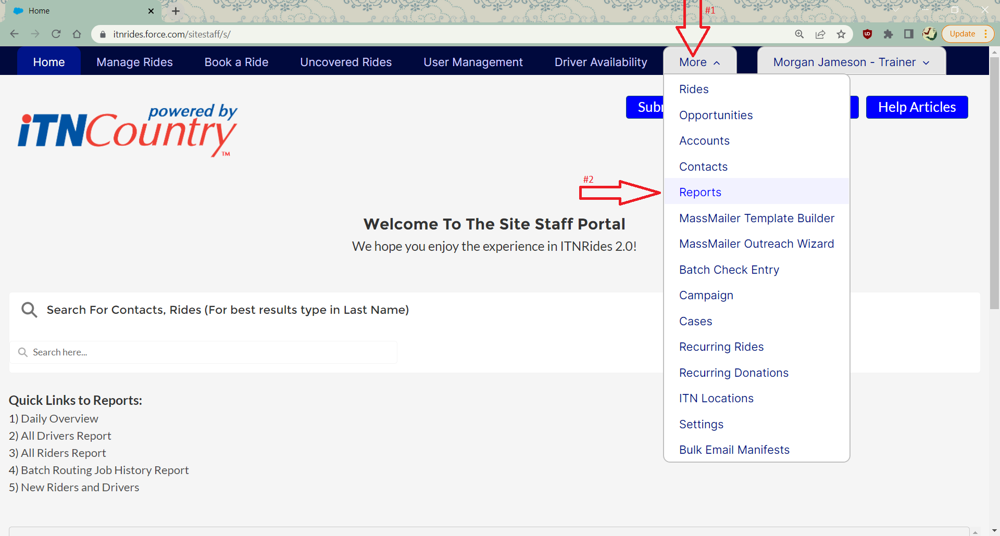 Home
#1
itnrides.force.com/sitestaff/s/
Update
Home
Manage Rides
Book a Ride
Uncovered Rides
User Management
Driver Availability
More
Morgan Jameson - Trainer
powered by
iTNCountry™
Help Articles
Rides
Opportunities
Accounts
Contacts
#2
Reports
MassMailer Template Builder
MassMailer Outreach Wizard
Batch Check Entry
Campaign
Cases
Recurring Rides
Recurring Donations
ITN Locations
Settings
Bulk Email Manifests
Welcome To The Site Staff Portal
We hope you enjoy the experience in ITNRides 2.0!
Search For Contacts, Rides (For best results type in Last Name)
Search here...
Quick Links to Reports:
1) Daily Overview
2) All Drivers Report
3) All Riders Report
4) Batch Routing Job History Report
5) New Riders and Drivers